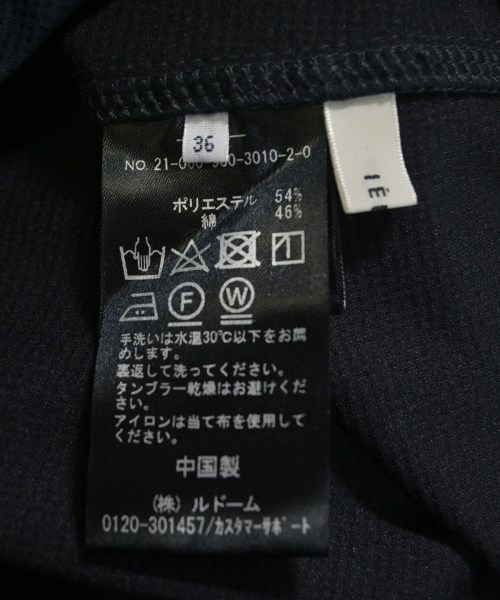 36
NO. 21-060-900-3010-2-0
ポリエステル 54%
綿 46%
F W
手洗いは水温30℃以下をお薦
めします。
裏返して洗ってください。
タンブラー乾燥はお避けくださ
い。
アイロンは当て布を使用してく
ださい。
中国製
(株) ルドーム
0120-301457/カスタマーサポート